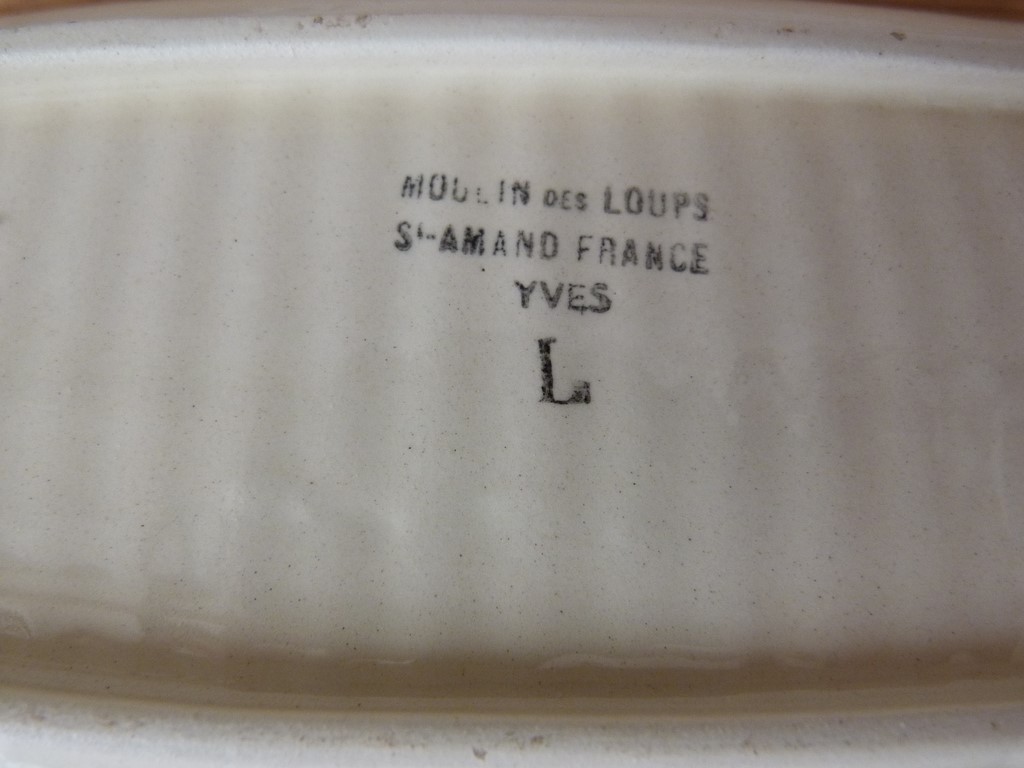 MOULIN DES LOUPS
St-AMAND FRANCE
YVES
L